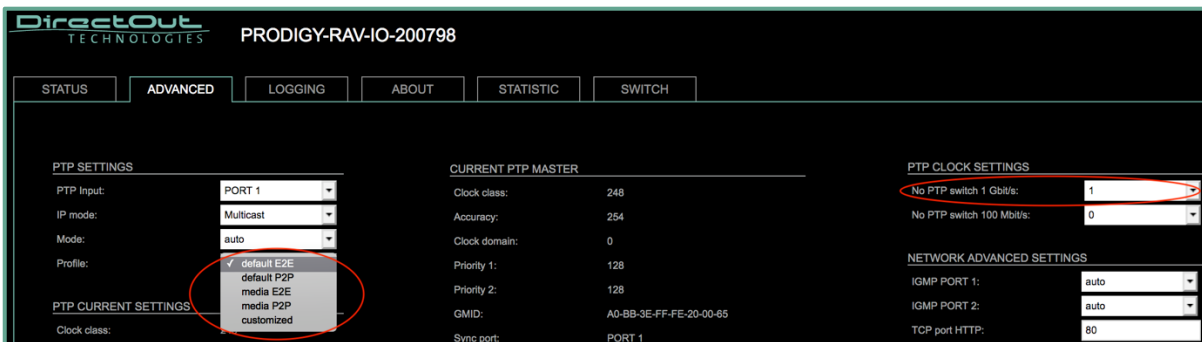 DirectOut
TECHNOLOGIES
PRODIGY-RAV-IO-200798
STATUS
ADVANCED
LOGGING
ABOUT
STATISTIC
SWITCH
PTP SETTINGS
PTP Input:
PORT 1
IP mode:
Multicast
Mode:
auto
Profile:
✓ default E2E
default P2P
media E2E
media P2P
customized
PTP CURRENT SETTINGS
Clock class:
CURRENT PTP MASTER
Clock class:
248
Accuracy:
254
Clock domain:
0
Priority 1:
128
Priority 2:
128
GMID:
A0-BB-3E-FF-FE-20-00-65
Sync port:
PORT 1
PTP CLOCK SETTINGS
No PTP switch 1 Gbit/s:
1
No PTP switch 100 Mbit/s:
0
NETWORK ADVANCED SETTINGS
IGMP PORT 1:
auto
IGMP PORT 2:
auto
TCP port HTTP:
80